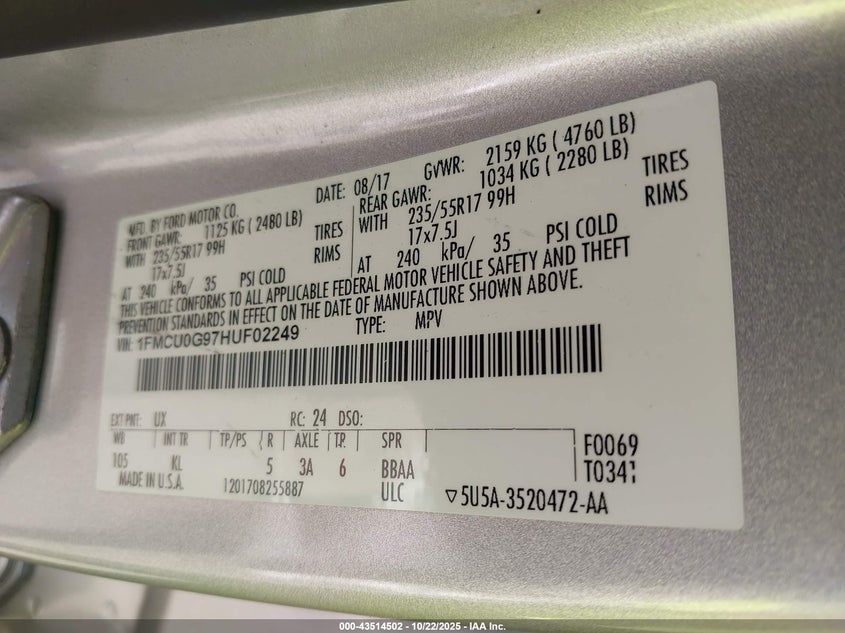 MFD. BY FORD MOTOR CO.
DATE: 08/17 GVWR: 2159 KG ( 4760 LB)
FRONT GAWR: 1125 KG ( 2480 LB)
WITH 235/55R17 99H TIRES
17x7.5J RIMS
AT 240 kPa/ 35 PSI COLD
REAR GAWR: 1034 KG ( 2280 LB)
WITH 235/55R17 99H TIRES
17x7.5J RIMS
AT 240 kPa/ 35 PSI COLD
THIS VEHICLE CONFORMS TO ALL APPLICABLE FEDERAL MOTOR VEHICLE SAFETY AND THEFT
PREVENTION STANDARDS IN EFFECT ON THE DATE OF MANUFACTURE SHOWN ABOVE.
VIN: 1FMCU0G97HUF02249 TYPE: MPV
EXT PNT: UX RC: 24 DSO:
WB INT TR TP/PS R AXLE TR SPR
105 KL 5 3A 6 BBAA
F0069
T034
MADE IN U.S.A. 1201708255887 ULC ▽5U5A-3520472-AA
000-43514502 - 10/22/2025 - IAA Inc.